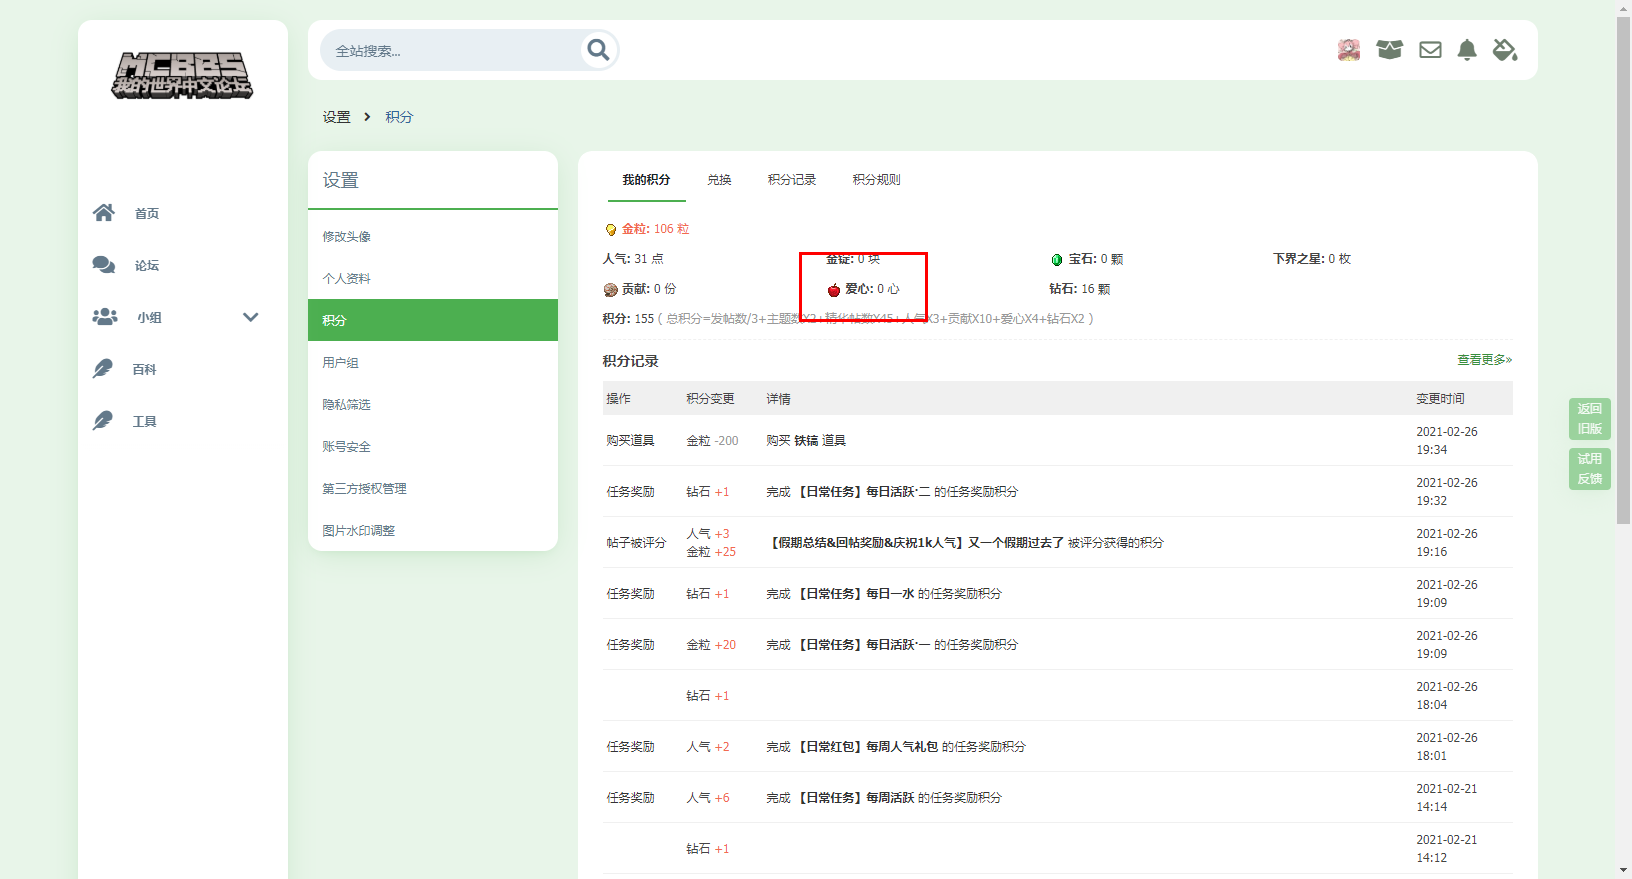 MCBBS
我的世界中文论坛
全站搜索...
设置 > 积分
首页
论坛
小组
百科
工具
设置
修改头像
个人资料
积分
用户组
隐私筛选
账号安全
第三方授权管理
图片水印调整
我的积分 兑换 积分记录 积分规则
金粒: 106 粒
人气: 31 点 金锭: 0 块 宝石: 0 颗 下界之星: 0 枚
贡献: 0 份 爱心: 0 心 钻石: 16 颗
积分: 155 ( 总积分=发帖数/3+主题数X2+精华帖数X45+人气X3+贡献X10+爱心X4+钻石X2 )
积分记录 查看更多»
操作 积分变更 详情 变更时间
购买道具 金粒 -200 购买 铁镐 道具 2021-02-26
19:34
任务奖励 钻石 +1 完成 【日常任务】每日活跃·二 的任务奖励积分 2021-02-26
19:32
帖子被评分 人气 +3 【假期总结&回帖奖励&庆祝1k人气】又一个假期过去了 被评分获得的积分 2021-02-26
金粒 +25 19:16
任务奖励 钻石 +1 完成 【日常任务】每日一水 的任务奖励积分 2021-02-26
19:09
任务奖励 金粒 +20 完成 【日常任务】每日活跃·一 的任务奖励积分 2021-02-26
19:09
钻石 +1 2021-02-26
18:04
任务奖励 人气 +2 完成 【日常红包】每周人气礼包 的任务奖励积分 2021-02-26
18:01
任务奖励 人气 +6 完成 【日常任务】每周活跃 的任务奖励积分 2021-02-21
14:14
钻石 +1 2021-02-21
14:12
返回
旧版
试用
反馈